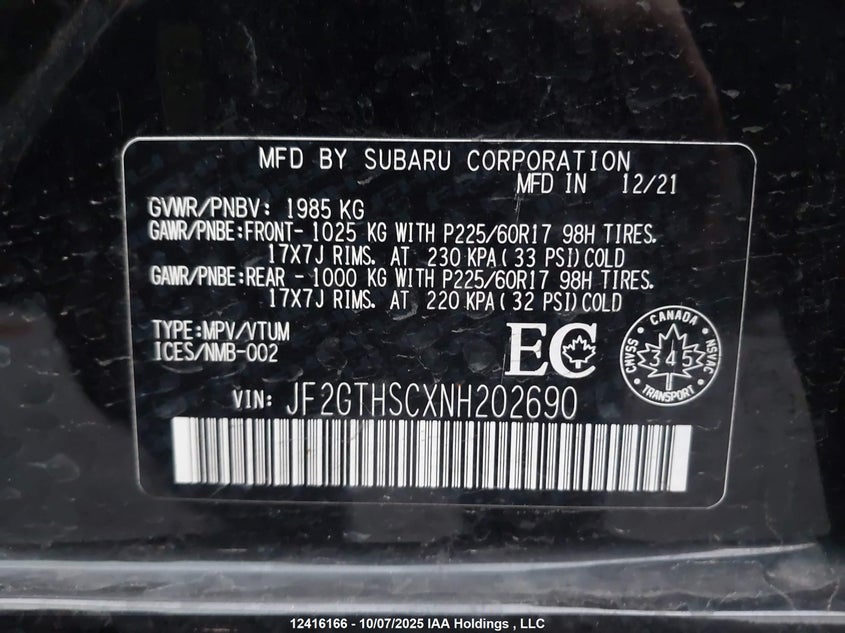 MFD BY SUBARU CORPORATION
MFD IN 12/21
GVWR/PNBV: 1985 KG
GAWR/PNBE:FRONT- 1025 KG WITH P225/60R17 98H TIRES.
17X7J RIMS. AT 230 KPA( 33 PSI)COLD
GAWR/PNBE:REAR - 1000 KG WITH P225/60R17 98H TIRES.
17X7J RIMS. AT 220 KPA( 32 PSI)COLD
TYPE:MPV/VTUM
ICES/NMB-002
EC
CANADA
CMVSS 345 NSVAC
TRANSPORT
VIN: JF2GTHSCXNH202690
12416166 - 10/07/2025 IAA Holdings , LLC